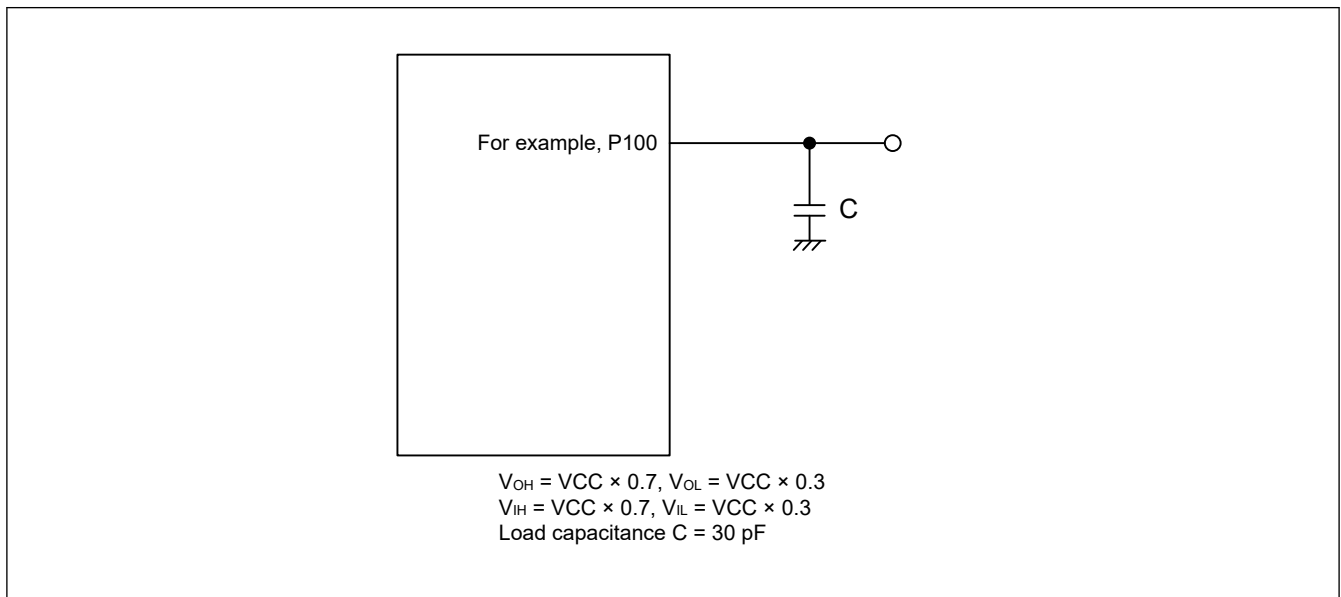 For example, P100
C
VOH = VCC × 0.7, VOL = VCC × 0.3
VIH = VCC × 0.7, VIL = VCC × 0.3
Load capacitance C = 30 pF